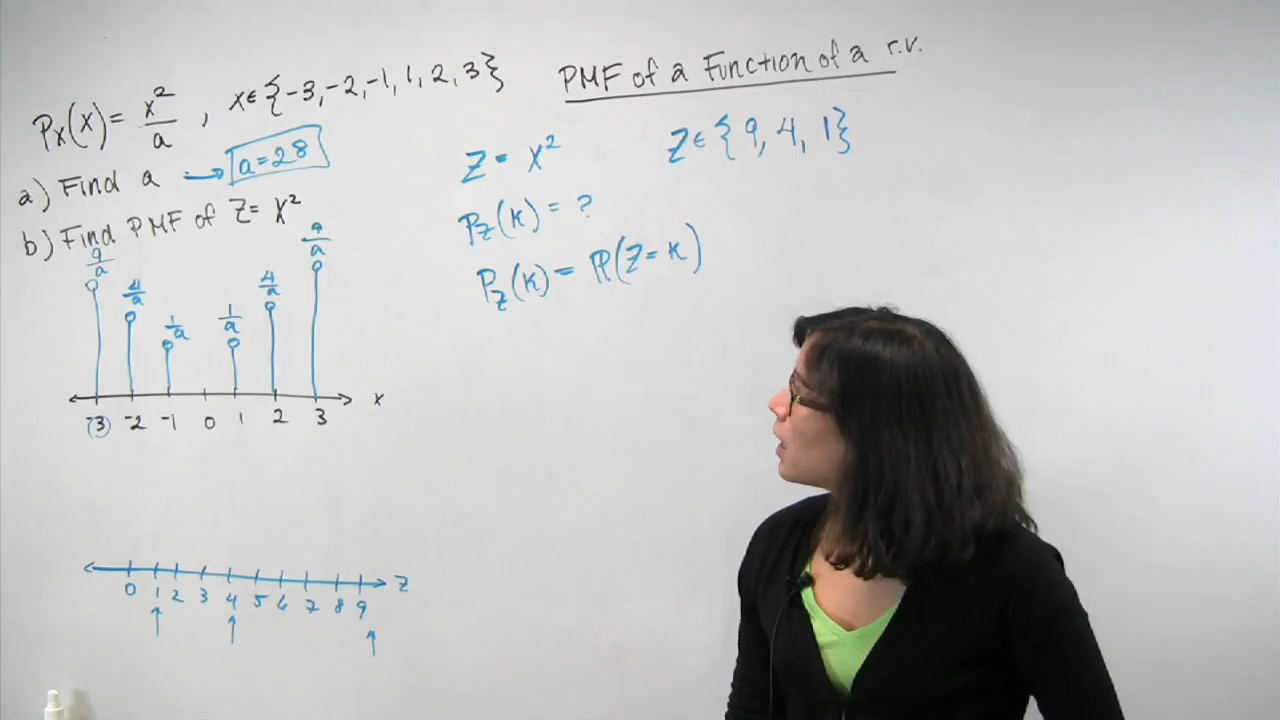 PMF of a Function of a r.v.
Px(x) = x²/a , x∈{-3,-2,-1,1,2,3}
a) Find a → a=28
b) Find PMF of Z= X²
9/a 4/a 1/a 1/a 4/a 9/a
-3 -2 -1 0 1 2 3 x
0 1 2 3 4 5 6 7 8 9 Z
Z = X² Z∈{9,4,1}
Pz(k) = ?
Pz(k) = P(Z=k)